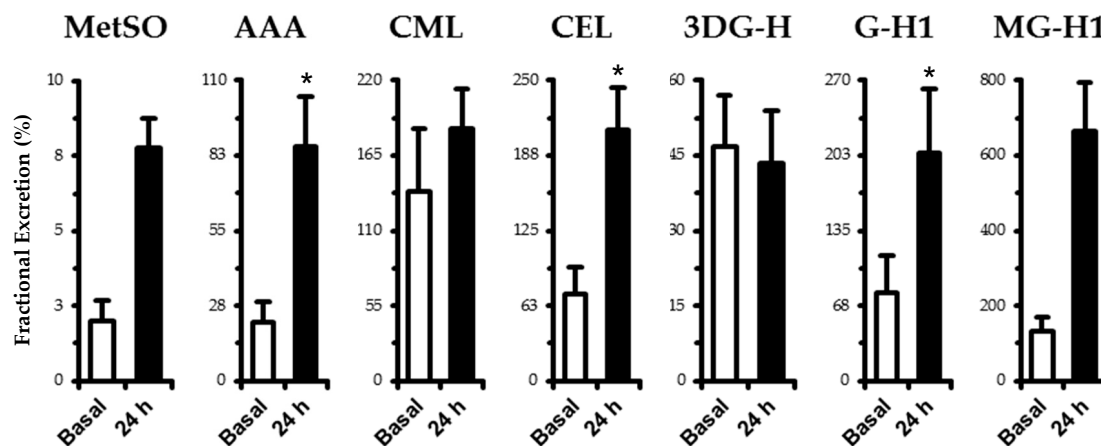 MetSO AAA CML CEL 3DG-H G-H1 MG-H1
Fractional Excretion (%)
10 110 220 250 60 270 800
* * *
8 83 165 188 45 203 600
5 55 110 125 30 135 400
3 28 55 63 15 68 200
0 0 0 0 0 0 0
Basal 24 h Basal 24 h Basal 24 h Basal 24 h Basal 24 h Basal 24 h Basal 24 h